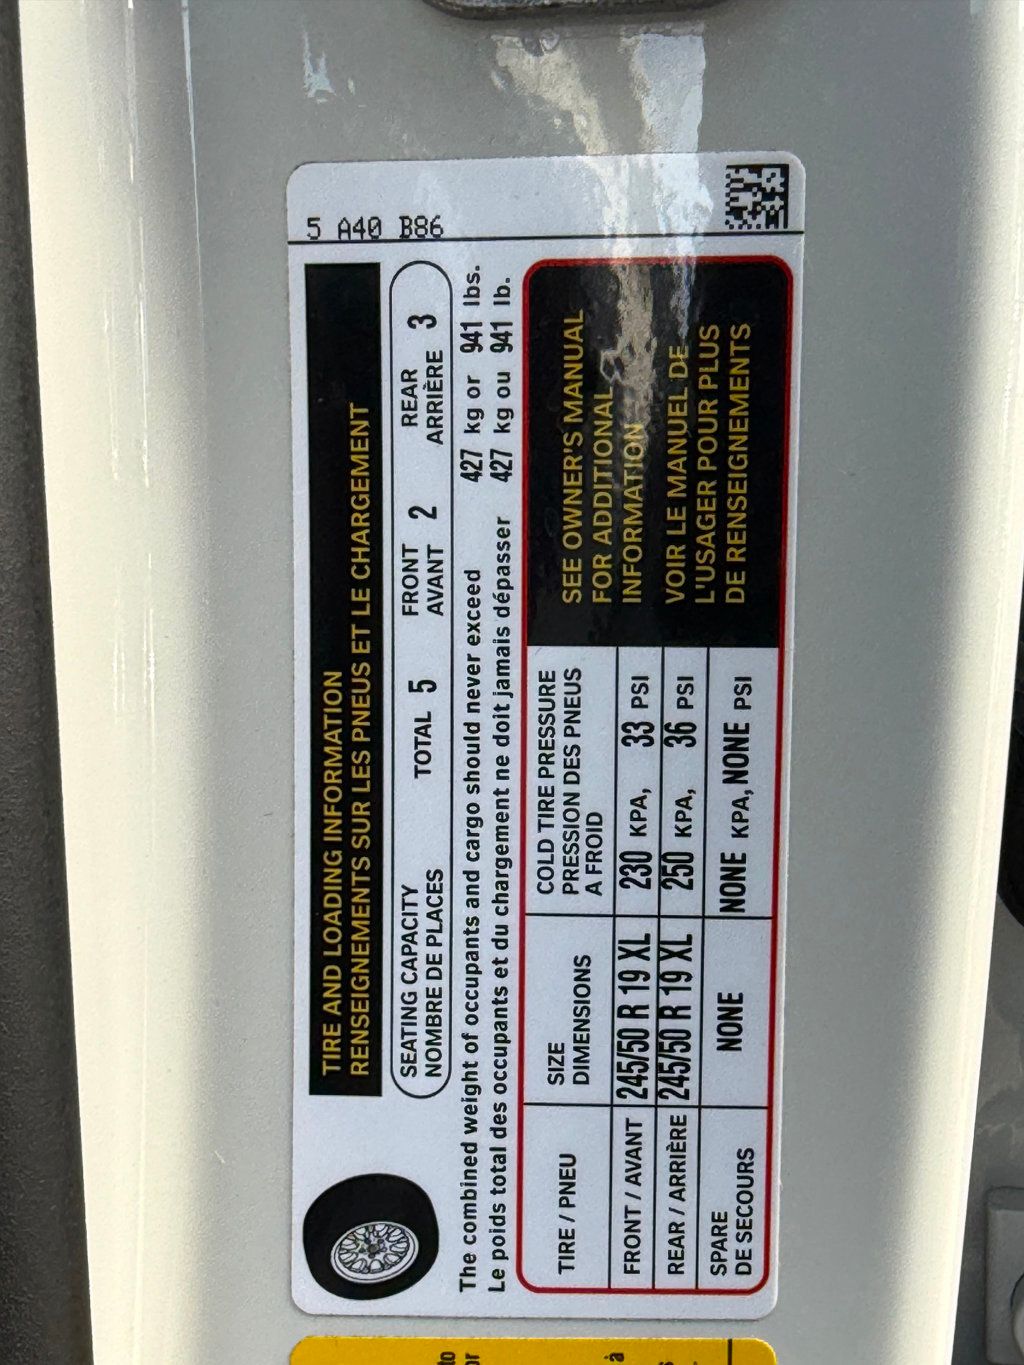 5 A40 B86
TIRE AND LOADING INFORMATION
RENSEIGNEMENTS SUR LES PNEUS ET LE CHARGEMENT
SEATING CAPACITY TOTAL 5 FRONT 2 REAR 3
NOMBRE DE PLACES AVANT ARRIÈRE
The combined weight of occupants and cargo should never exceed 427 kg or 941 lbs.
Le poids total des occupants et du chargement ne doit jamais dépasser 427 kg ou 941 lb.
TIRE / PNEU
SIZE
DIMENSIONS
COLD TIRE PRESSURE
PRESSION DES PNEUS
A FROID
FRONT / AVANT 245/50 R 19 XL 230 KPA, 33 PSI
REAR / ARRIÈRE 245/50 R 19 XL 250 KPA, 36 PSI
SPARE
DE SECOURS
NONE NONE KPA, NONE PSI
SEE OWNER'S MANUAL
FOR ADDITIONAL
INFORMATION
VOIR LE MANUEL DE
L'USAGER POUR PLUS
DE RENSEIGNEMENTS
to
or
à